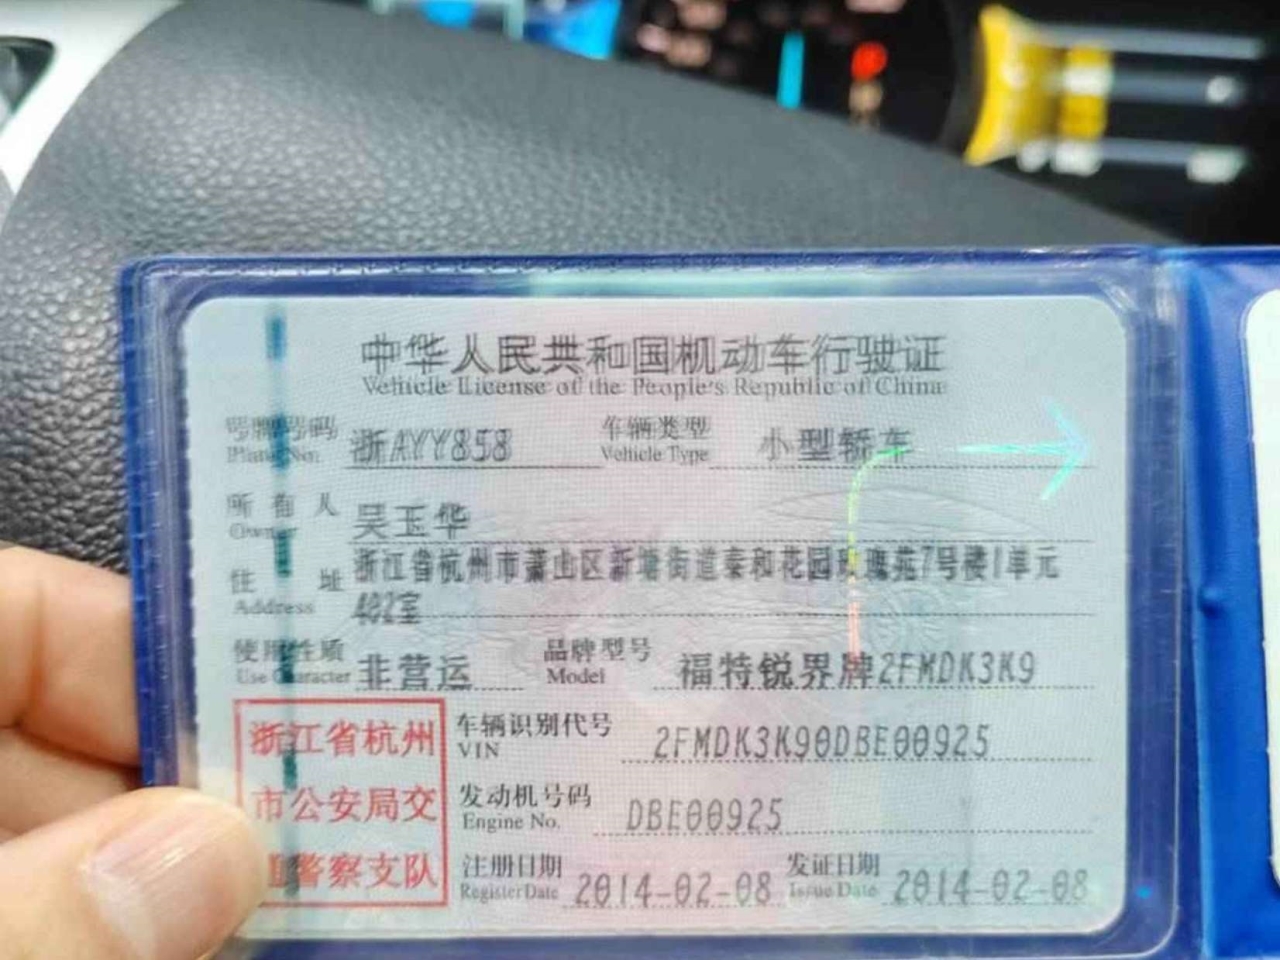 中华人民共和国机动车行驶证
Vehicle License of the People's Republic of China
号牌号码 浙AYY858 车辆类型 小型轿车
Plate No. Vehicle Type
所有人 吴玉华
Owner
浙江省杭州市萧山区新塘街道泰和花园玫瑰苑7号楼1单元
住址
Address 402室
使用性质 非营运 品牌型号 福特锐界牌2FMDK3K9
Use Character Model
浙江省杭州 车辆识别代号 2FMDK3K90DBE00925
VIN
市公安局交 发动机号码 DBE00925
Engine No.
警察支队 注册日期 2014-02-08 发证日期 2014-02-08
Register Date Issue Date